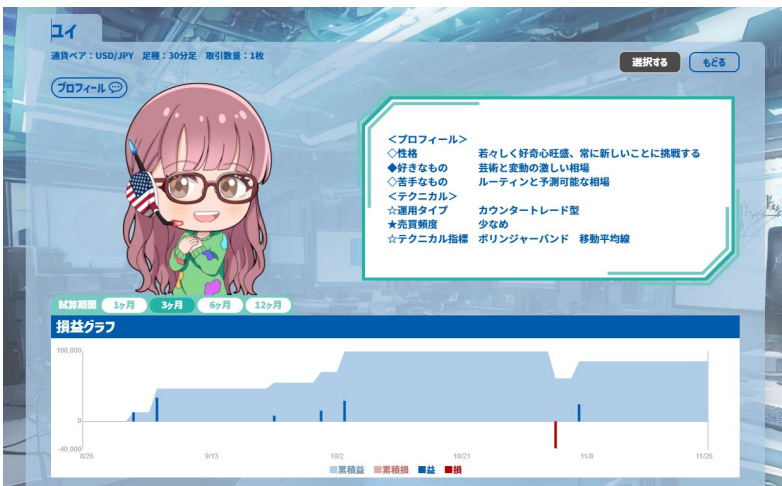 ユイ
通貨ペア：USD/JPY 足種：30分足 取引数量：1枚
選択する もどる
プロフィール
＜プロフィール＞
◇性格 若々しく好奇心旺盛、常に新しいことに挑戦する
◆好きなもの 芸術と変動の激しい相場
◇苦手なもの ルーティンと予測可能な相場
＜テクニカル＞
☆運用タイプ カウンタートレード型
★売買頻度 少なめ
☆テクニカル指標 ボリンジャーバンド 移動平均線
試算期間 1ヶ月 3ヶ月 6ヶ月 12ヶ月
損益グラフ
100,000
0
-40,000
8/26 9/13 10/2 10/21 11/8 11/26
■累積益 ■累積損 ■益 ■損